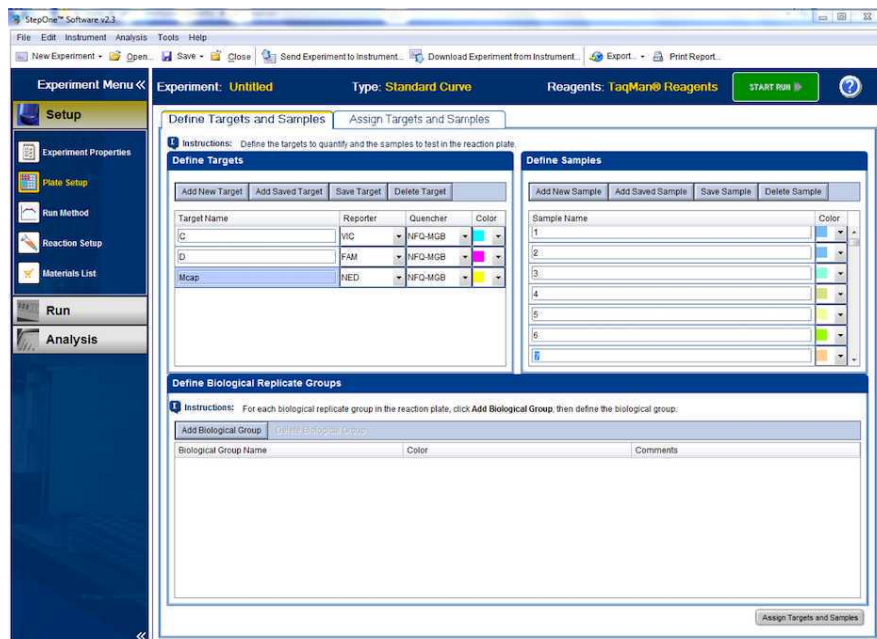 StepOne™ Software v2.3
File Edit Instrument Analysis Tools Help
New Experiment Open... Save Close Send Experiment to Instrument... Download Experiment from Instrument... Export... Print Report...
Experiment Menu « Experiment: Untitled Type: Standard Curve Reagents: TaqMan® Reagents START RUN ?
Setup
Experiment Properties
Plate Setup
Run Method
Reaction Setup
Materials List
Run
Analysis
«
Define Targets and Samples Assign Targets and Samples
Instructions: Define the targets to quantify and the samples to test in the reaction plate.
Define Targets
Add New Target Add Saved Target Save Target Delete Target
Target Name Reporter Quencher Color
C VIC NFQ-MGB
D FAM NFQ-MGB
Mcap NED NFQ-MGB
Define Samples
Add New Sample Add Saved Sample Save Sample Delete Sample
Sample Name Color
1
2
3
4
5
6
7
Define Biological Replicate Groups
Instructions: For each biological replicate group in the reaction plate, click Add Biological Group, then define the biological group.
Add Biological Group Delete Biological Group
Biological Group Name Color Comments
Assign Targets and Samples